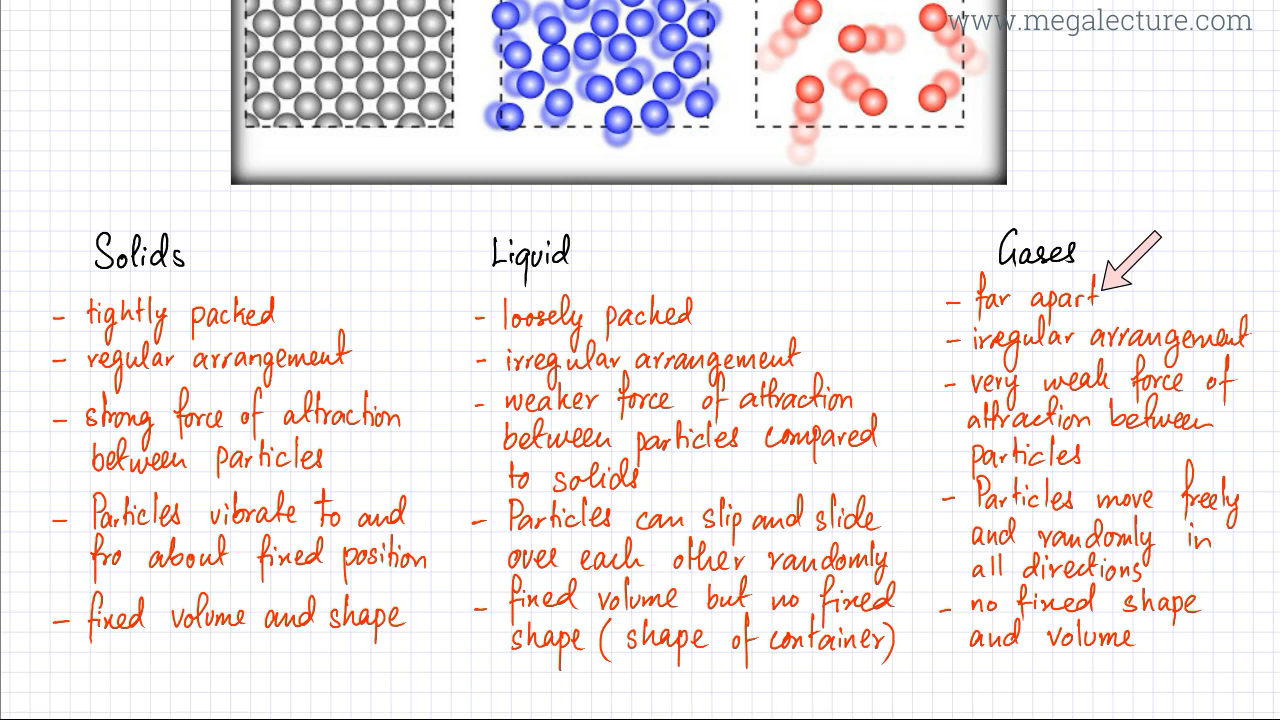 www.megalecture.com
Solids
- tightly packed
- regular arrangement
- strong force of attraction
between particles
- Particles vibrate to and
fro about fixed position
- fixed volume and shape
Liquid
- loosely packed
- irregular arrangement
- weaker force of attraction
between particles compared
to solids
- Particles can slip and slide
over each other randomly
- fixed volume but no fixed
shape ( shape of container)
Gases
- far apart
- irregular arrangement
- very weak force of
attraction between
particles
- Particles move freely
and randomly in
all directions
- no fixed shape
and volume